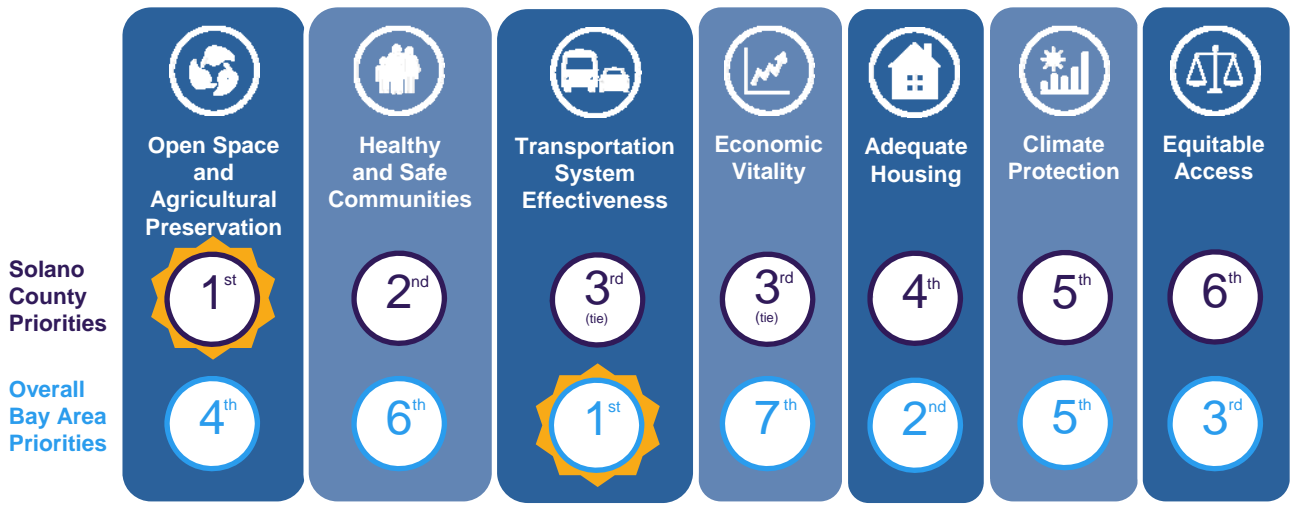 Open Space
and
Agricultural
Preservation
Healthy
and Safe
Communities
Transportation
System
Effectiveness
Economic
Vitality
Adequate
Housing
Climate
Protection
Equitable
Access
Solano
County
Priorities
1st
2nd
3rd
(tie)
3rd
(tie)
4th
5th
6th
Overall
Bay Area
Priorities
4th
6th
1st
7th
2nd
5th
3rd